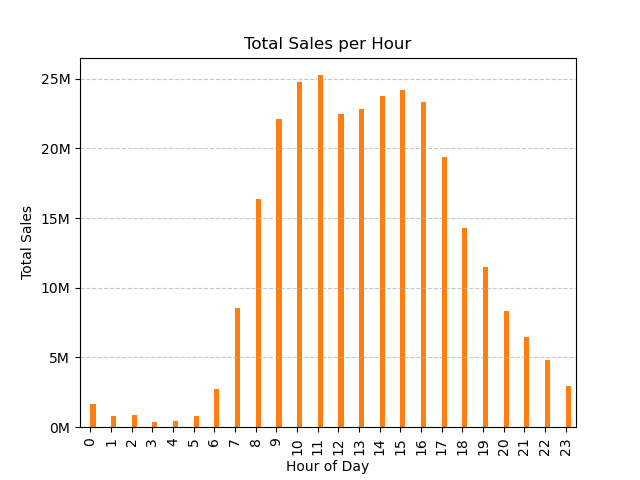 Total Sales per Hour
25M
20M
15M
10M
5M
0M
Total Sales
0 1 2 3 4 5 6 7 8 9 10 11 12 13 14 15 16 17 18 19 20 21 22 23
Hour of Day